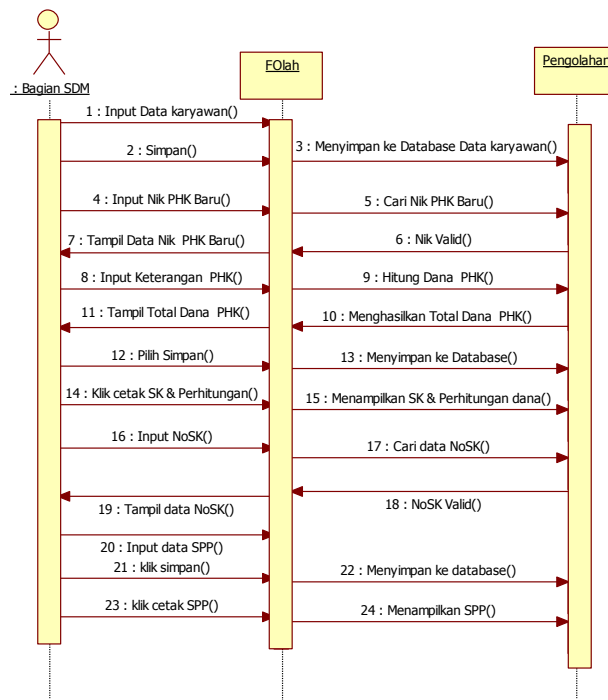 : Bagian SDM
FOlah
Pengolahan
1 : Input Data karyawan()
2 : Simpan()
3 : Menyimpan ke Database Data karyawan()
4 : Input Nik PHK Baru()
5 : Cari Nik PHK Baru()
6 : Nik Valid()
7 : Tampil Data Nik PHK Baru()
8 : Input Keterangan PHK()
9 : Hitung Dana PHK()
10 : Menghasilkan Total Dana PHK()
11 : Tampil Total Dana PHK()
12 : Pilih Simpan()
13 : Menyimpan ke Database()
14 : Klik cetak SK & Perhitungan()
15 : Menampilkan SK & Perhitungan dana()
16 : Input NoSK()
17 : Cari data NoSK()
18 : NoSK Valid()
19 : Tampil data NoSK()
20 : Input data SPP()
21 : klik simpan()
22 : Menyimpan ke database()
23 : klik cetak SPP()
24 : Menampilkan SPP()